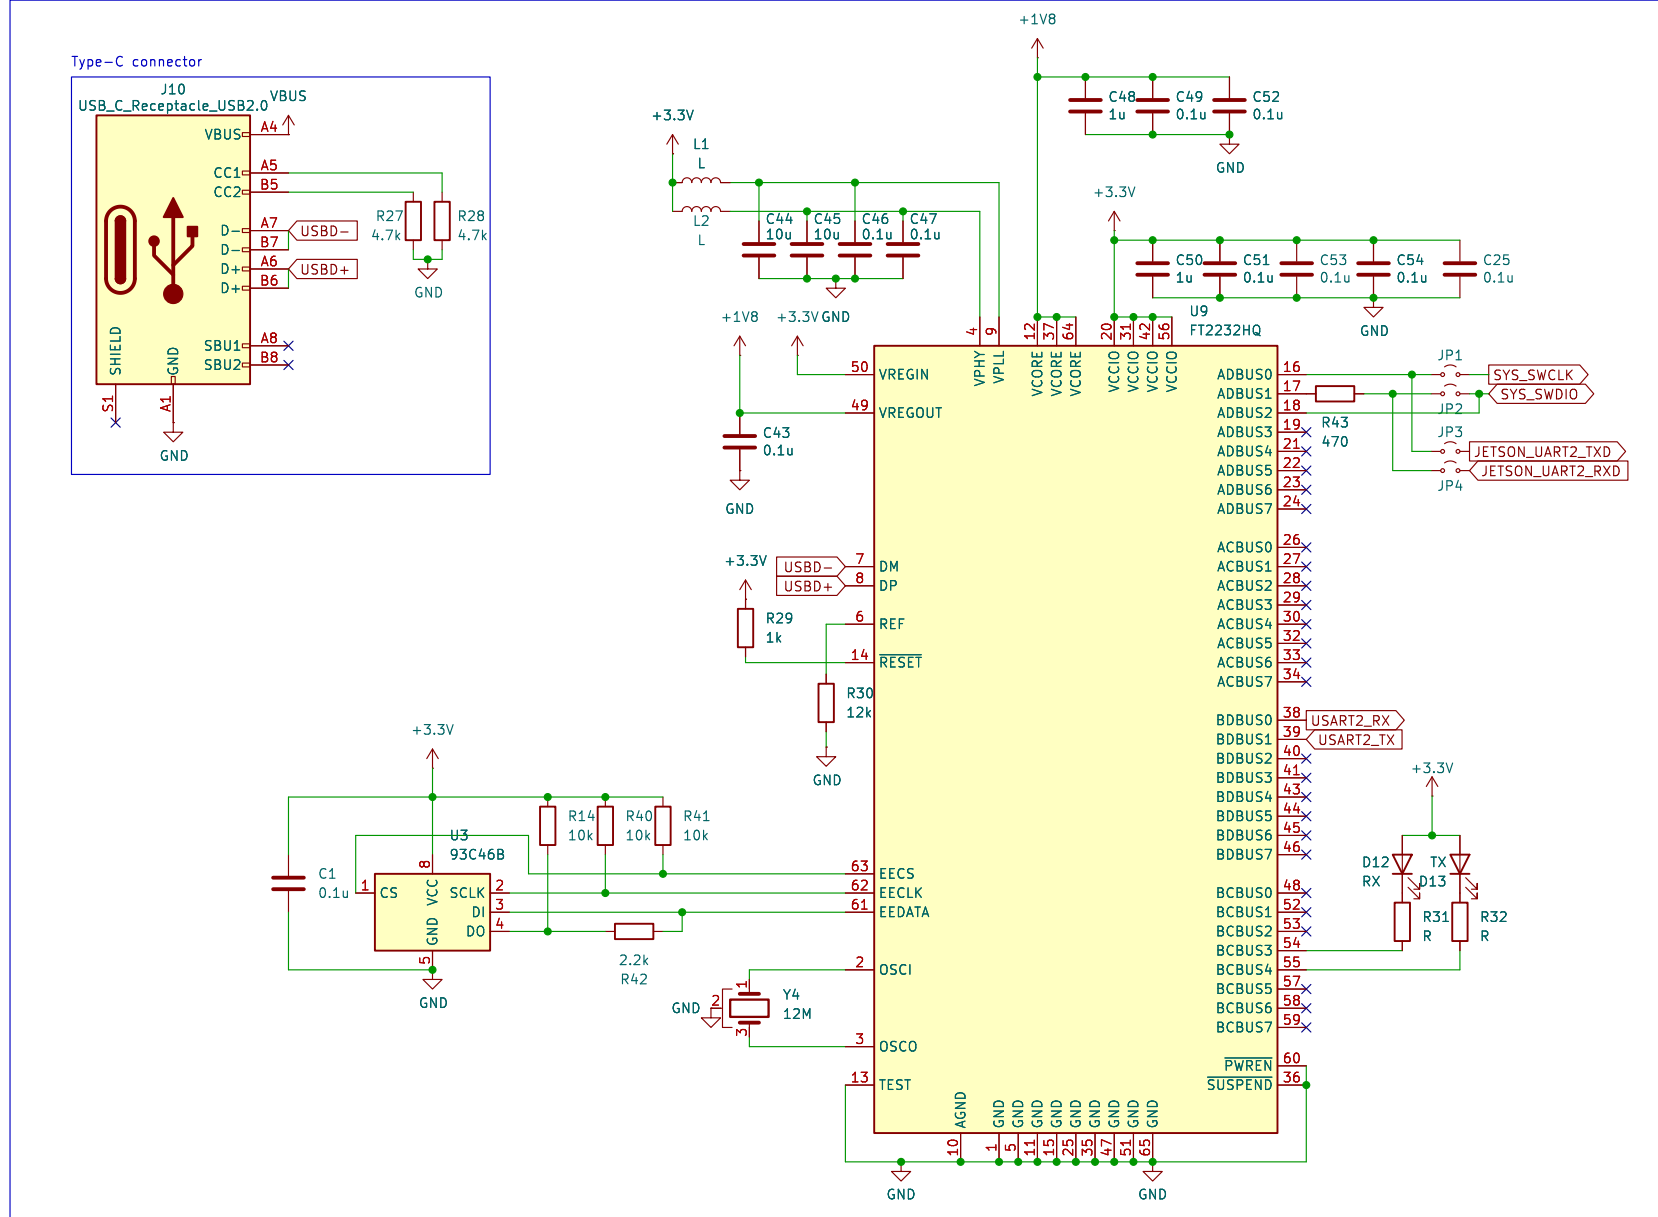 Type-C connector
J10
USB_C_Receptacle_USB2.0
VBUS
VBUS
A4
CC1
A5
CC2
B5
D-
A7
USBD-
D-
B7
D+
A6
USBD+
D+
B6
SBU1
A8
SBU2
B8
SHIELD
GND
S1
A1
GND
R27
4.7k
R28
4.7k
GND
+3.3V
L1
L
L2
L
C44
10u
C45
10u
C46
0.1u
C47
0.1u
GND
+1V8
C48
1u
C49
0.1u
C52
0.1u
GND
+3.3V
C50
1u
C51
0.1u
C53
0.1u
C54
0.1u
C25
0.1u
GND
U9
FT2232HQ
+1V8
+3.3V
C43
0.1u
GND
4
9
12
37
64
20
31
42
56
VPHY
VPLL
VCORE
VCORE
VCORE
VCCIO
VCCIO
VCCIO
VCCIO
50
VREGIN
49
VREGOUT
USBD-
7
DM
USBD+
8
DP
6
REF
14
RESET
+3.3V
R29
1k
R30
12k
GND
63
EECS
62
EECLK
61
EEDATA
2
OSCI
3
OSCO
13
TEST
+3.3V
R14
10k
R40
10k
R41
10k
U3
93C46B
C1
0.1u
1
CS
8
VCC
SCLK
2
DI
3
DO
4
GND
5
GND
2.2k
R42
GND
2
1
3
Y4
12M
ADBUS0
16
ADBUS1
17
ADBUS2
18
ADBUS3
19
ADBUS4
21
ADBUS5
22
ADBUS6
23
ADBUS7
24
R43
470
JP1
SYS_SWCLK
SYS_SWDIO
JP2
JP3
JETSON_UART2_TXD
JETSON_UART2_RXD
JP4
ACBUS0
26
ACBUS1
27
ACBUS2
28
ACBUS3
29
ACBUS4
30
ACBUS5
32
ACBUS6
33
ACBUS7
34
BDBUS0
38
USART2_RX
BDBUS1
39
USART2_TX
BDBUS2
40
BDBUS3
41
BDBUS4
43
BDBUS5
44
BDBUS6
45
BDBUS7
46
BCBUS0
48
BCBUS1
52
BCBUS2
53
BCBUS3
54
BCBUS4
55
BCBUS5
57
BCBUS6
58
BCBUS7
59
PWREN
60
SUSPEND
36
+3.3V
D12
RX
TX
D13
R31
R
R32
R
AGND
GND
GND
GND
GND
GND
GND
GND
GND
GND
10
1
5
11
15
25
35
47
51
65
GND
GND